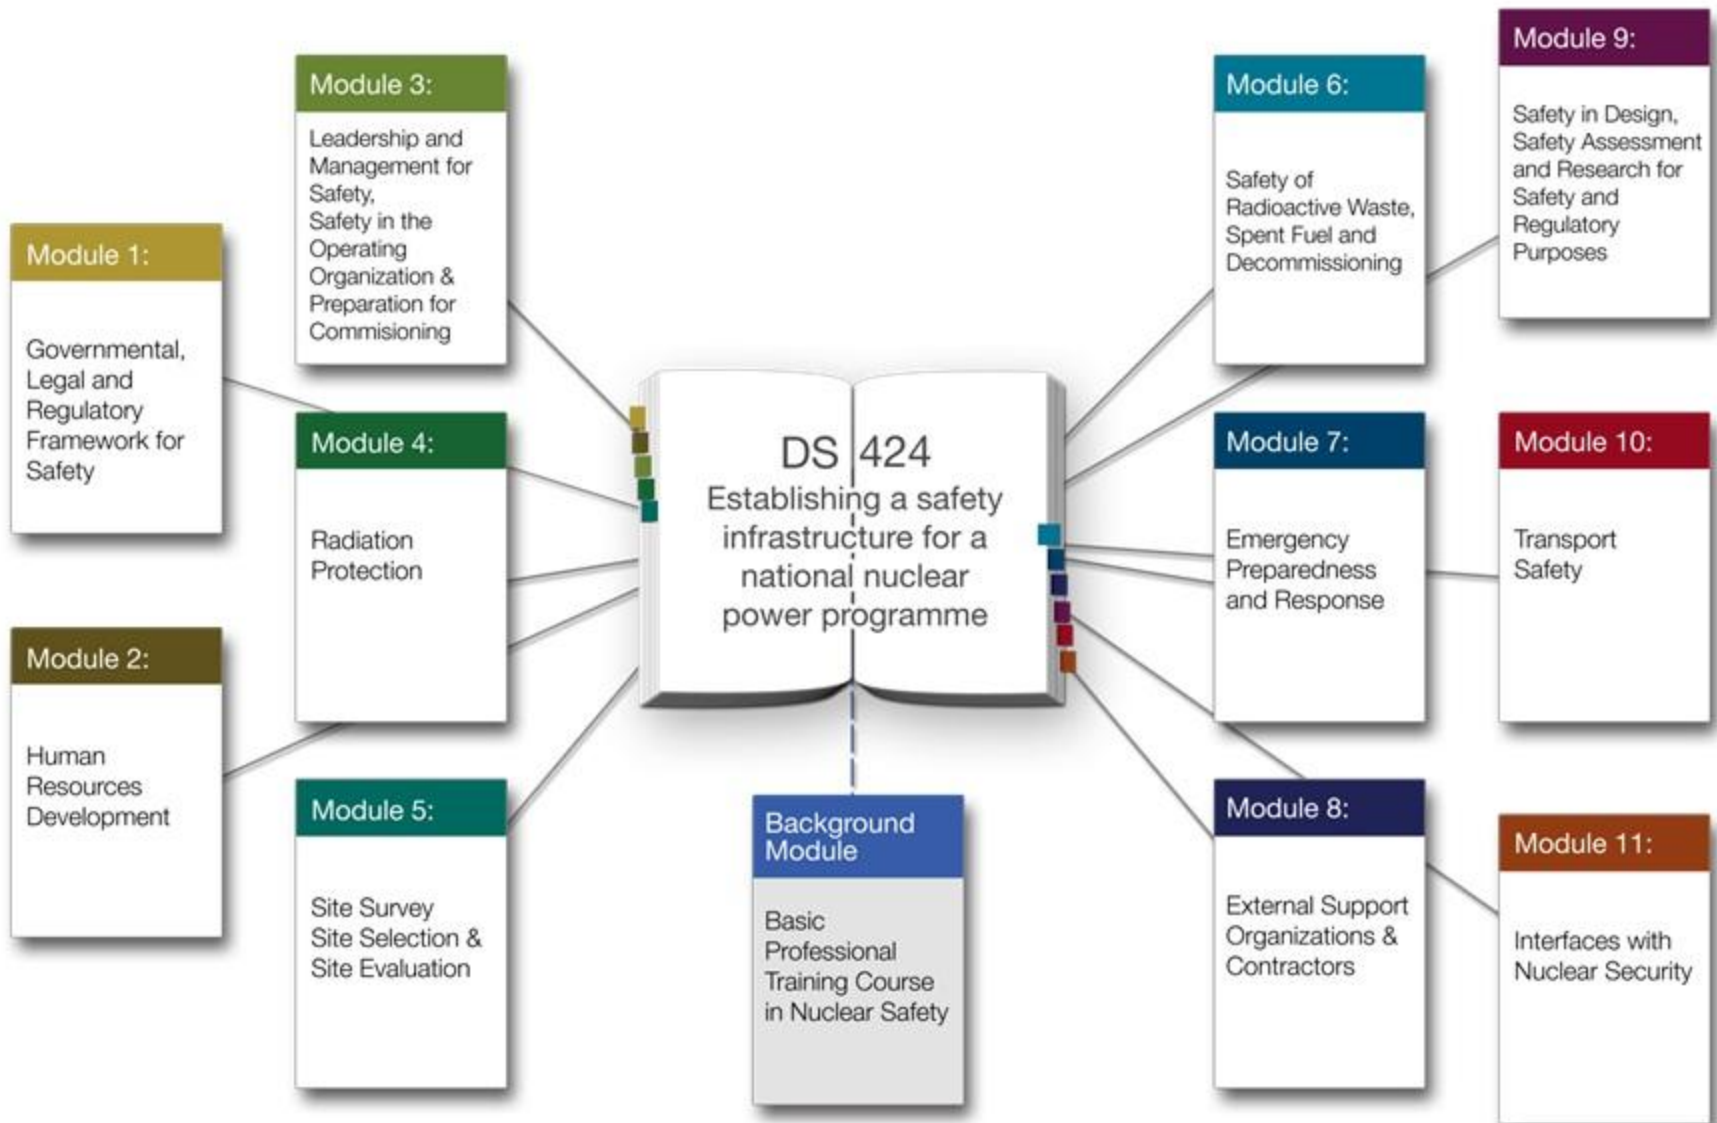 Module 1:
Governmental,
Legal and
Regulatory
Framework for
Safety
Module 2:
Human
Resources
Development
Module 3:
Leadership and
Management for
Safety,
Safety in the
Operating
Organization &
Preparation for
Commisioning
Module 4:
Radiation
Protection
Module 5:
Site Survey
Site Selection &
Site Evaluation
DS 424
Establishing a safety
infrastructure for a
national nuclear
power programme
Background
Module
Basic
Professional
Training Course
in Nuclear Safety
Module 6:
Safety of
Radioactive Waste,
Spent Fuel and
Decommissioning
Module 7:
Emergency
Preparedness
and Response
Module 8:
External Support
Organizations &
Contractors
Module 9:
Safety in Design,
Safety Assessment
and Research for
Safety and
Regulatory
Purposes
Module 10:
Transport
Safety
Module 11:
Interfaces with
Nuclear Security